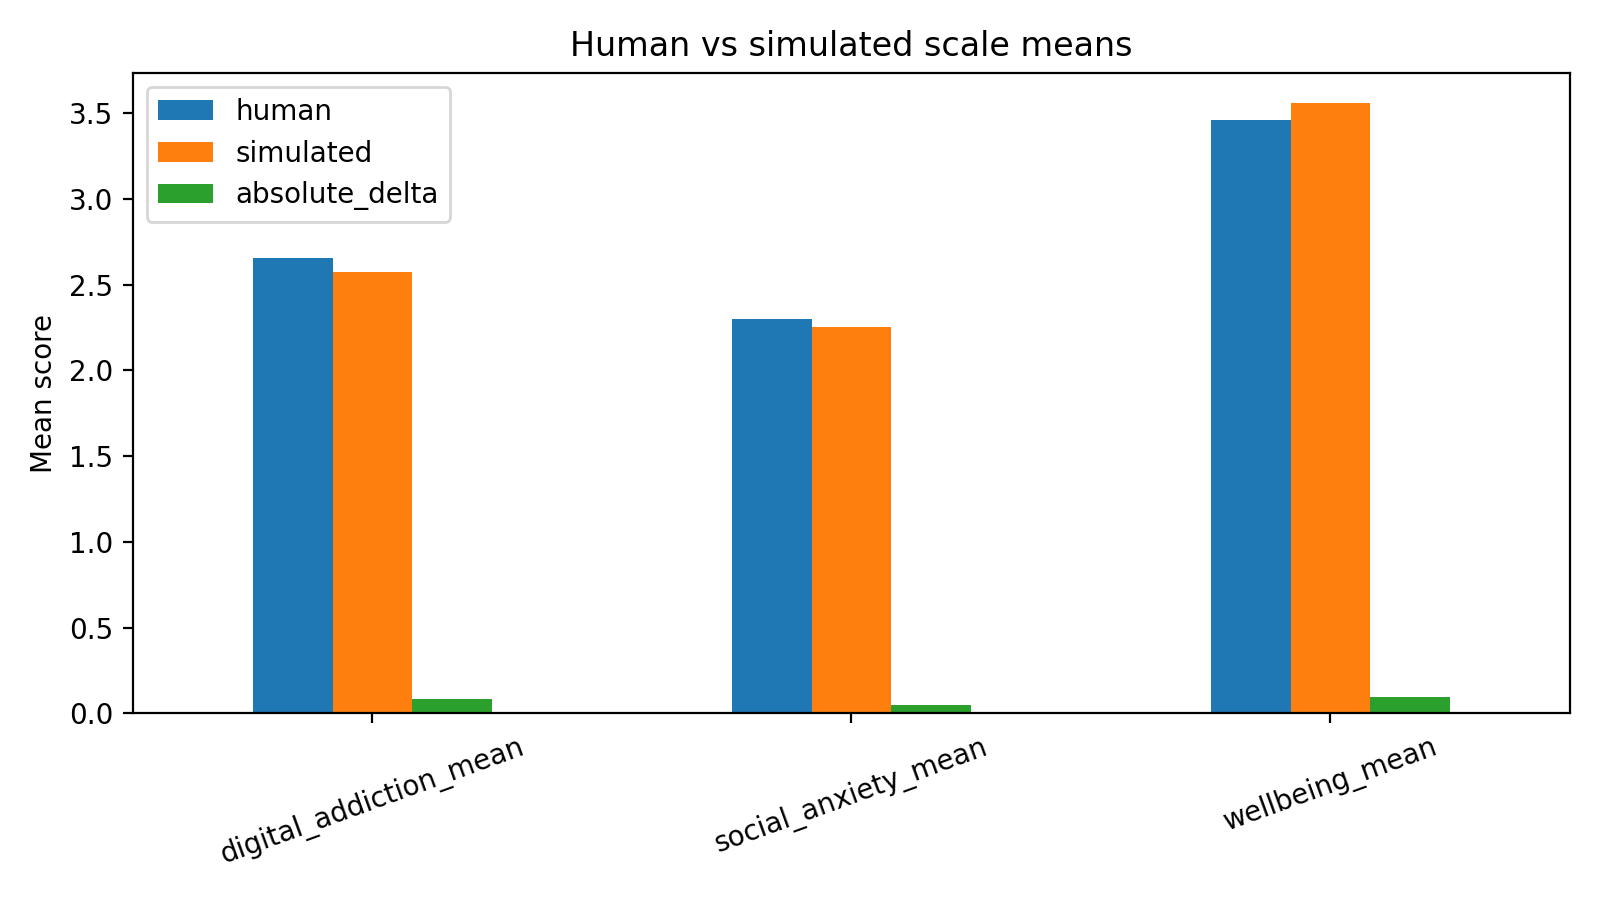 Human vs simulated scale means
human
simulated
absolute_delta
Mean score
3.5
3.0
2.5
2.0
1.5
1.0
0.5
0.0
digital_addiction_mean
social_anxiety_mean
wellbeing_mean